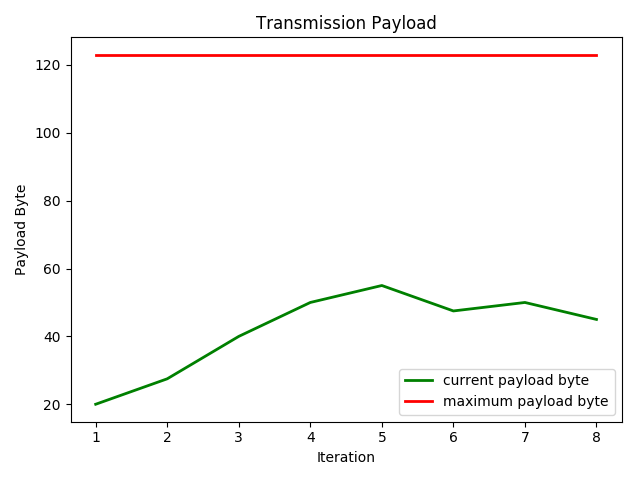 Transmission Payload
120
100
80
60
40
20
Payload Byte
current payload byte
maximum payload byte
1 2 3 4 5 6 7 8
Iteration